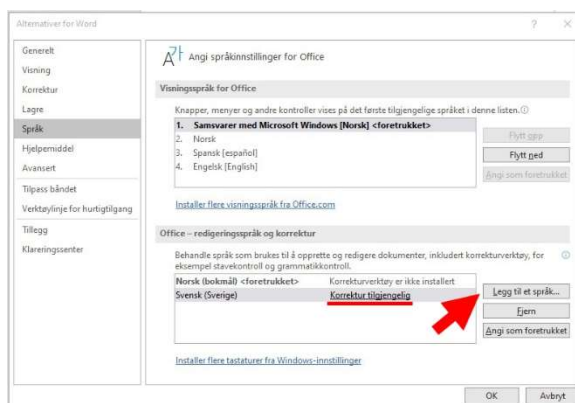 Alternativer for Word
? ×
Generelt
Visning
Korrektur
Lagre
Språk
Hjelpemiddel
Avansert
Tilpass båndet
Verktøylinje for hurtigtilgang
Tillegg
Klareringssenter
A가 Angi språkinnstillinger for Office
Visningsspråk for Office
Knapper, menyer og andre kontroller vises på det første tilgjengelige språket i denne listen.
1. Samsvarer med Microsoft Windows [Norsk] <foretrukket>
2. Norsk
3. Spansk [español]
4. Engelsk [English]
Flytt opp
Flytt ned
Angi som foretrukket
Installer flere visningsspråk fra Office.com
Office – redigeringsspråk og korrektur
Behandle språk som brukes til å opprette og redigere dokumenter, inkludert korrekturverktøy, for
eksempel stavekontroll og grammatikkontroll.
Norsk (bokmål) <foretrukket> Korrekturverktøy er ikke installert
Svensk (Sverige) Korrektur tilgjengelig
Legg til et språk...
Fjern
Angi som foretrukket
Installer flere tastaturer fra Windows-innstillinger
OK Avbryt